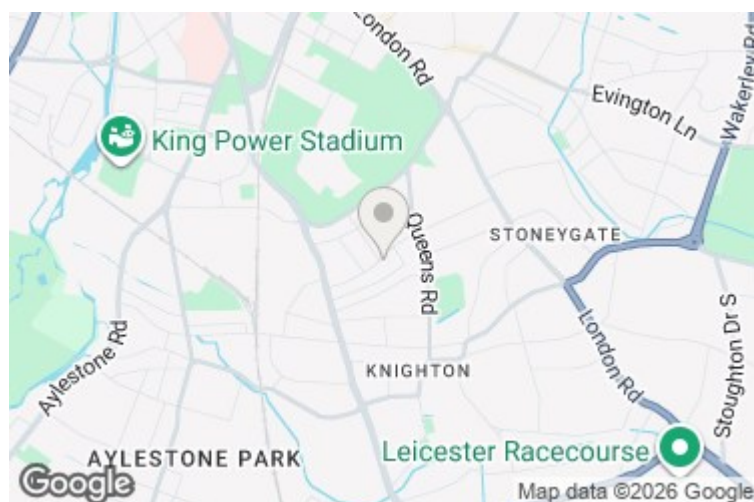 London Rd
Wakerley Rd
Evington Ln
King Power Stadium
Queens Rd
STONEYGATE
Stoughton Dr S
Aylestone Rd
London Rd
KNIGHTON
AYLESTONE PARK
Leicester Racecourse
Google
Map data ©2026 Google